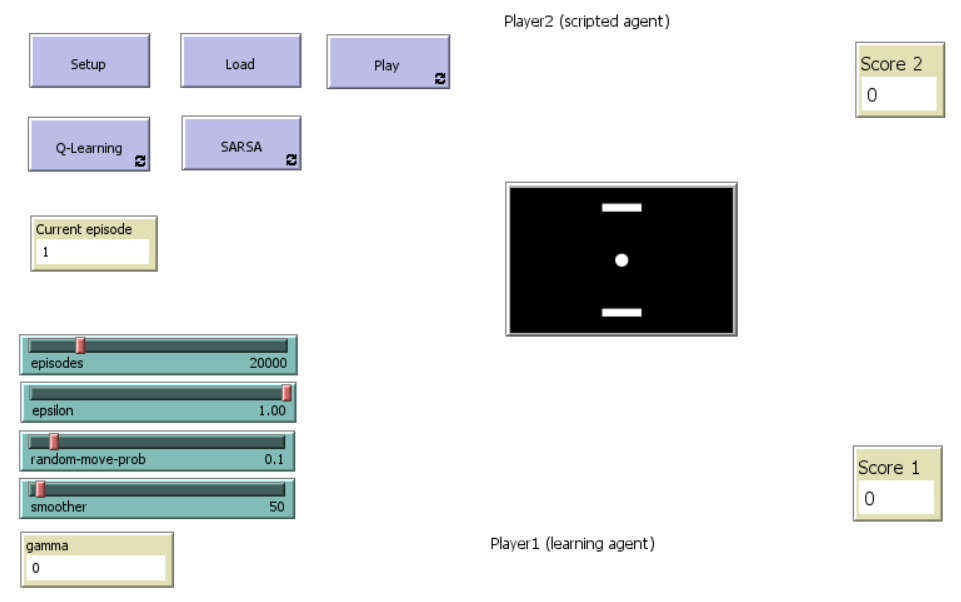 Player2 (scripted agent)
Setup
Load
Play
Score 2
0
Q-Learning
SARSA
Current episode
1
episodes 20000
epsilon 1.00
random-move-prob 0.1
smoother 50
Score 1
0
gamma
0
Player1 (learning agent)